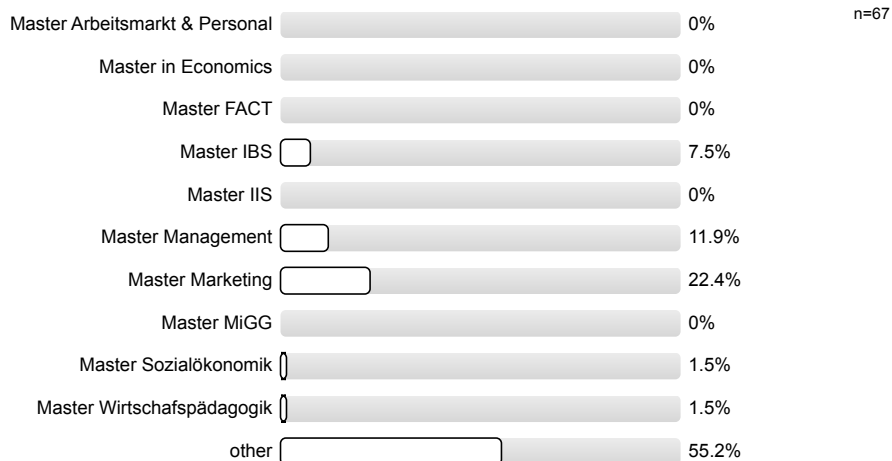 n=67
Master Arbeitsmarkt & Personal 0%
Master in Economics 0%
Master FACT 0%
Master IBS 7.5%
Master IIS 0%
Master Management 11.9%
Master Marketing 22.4%
Master MiGG 0%
Master Sozialökonomik 1.5%
Master Wirtschafspädagogik 1.5%
other 55.2%